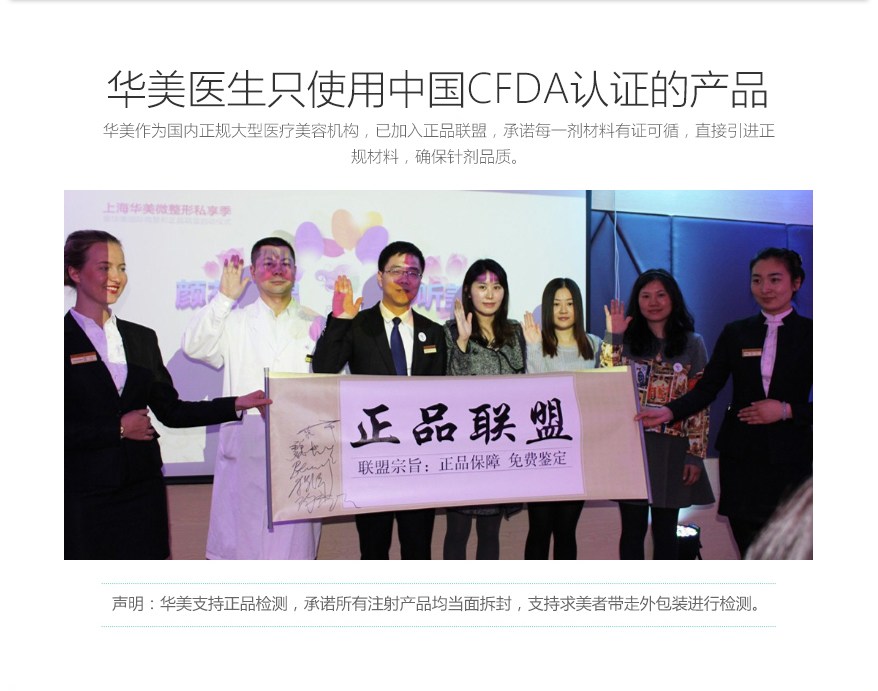 华美医生只使用中国CFDA认证的产品
华美作为国内正规大型医疗美容机构，已加入正品联盟，承诺每一剂材料有证可循，直接引进正
规材料，确保针剂品质。
上海华美微整形私享季
颜
听
正品联盟
联盟宗旨：正品保障 免费鉴定
声明：华美支持正品检测，承诺所有注射产品均当面拆封，支持求美者带走外包装进行检测。